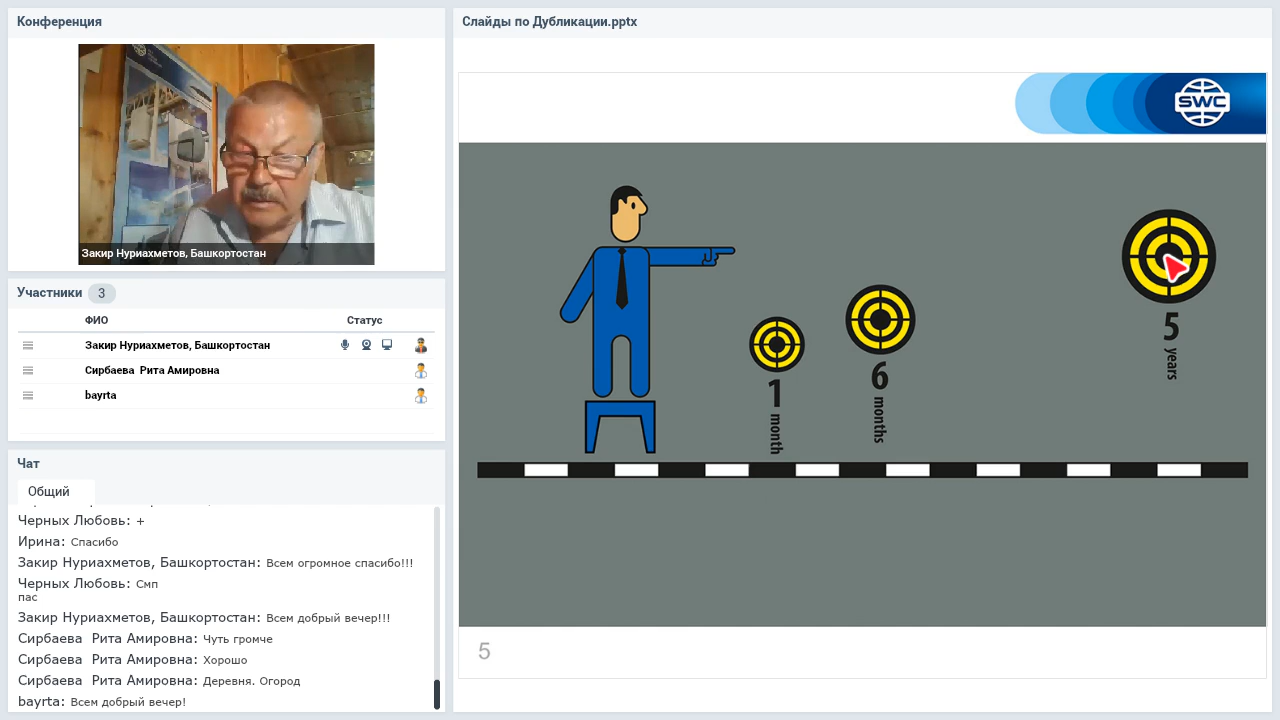 Конференция
Закир Нуриахметов, Башкортостан
Участники 3
ФИО Статус
Закир Нуриахметов, Башкортостан
Сирбаева Рита Амировна
bayrta
Чат
Общий
Черных Любовь: +
Ирина: Спасибо
Закир Нуриахметов, Башкортостан: Всем огромное спасибо!!!
Черных Любовь: Смп
пас
Закир Нуриахметов, Башкортостан: Всем добрый вечер!!!
Сирбаева Рита Амировна: Чуть громче
Сирбаева Рита Амировна: Хорошо
Сирбаева Рита Амировна: Деревня. Огород
bayrta: Всем добрый вечер!
Слайды по Дубликации.pptx
SWC
1
month
6
months
5
years
5